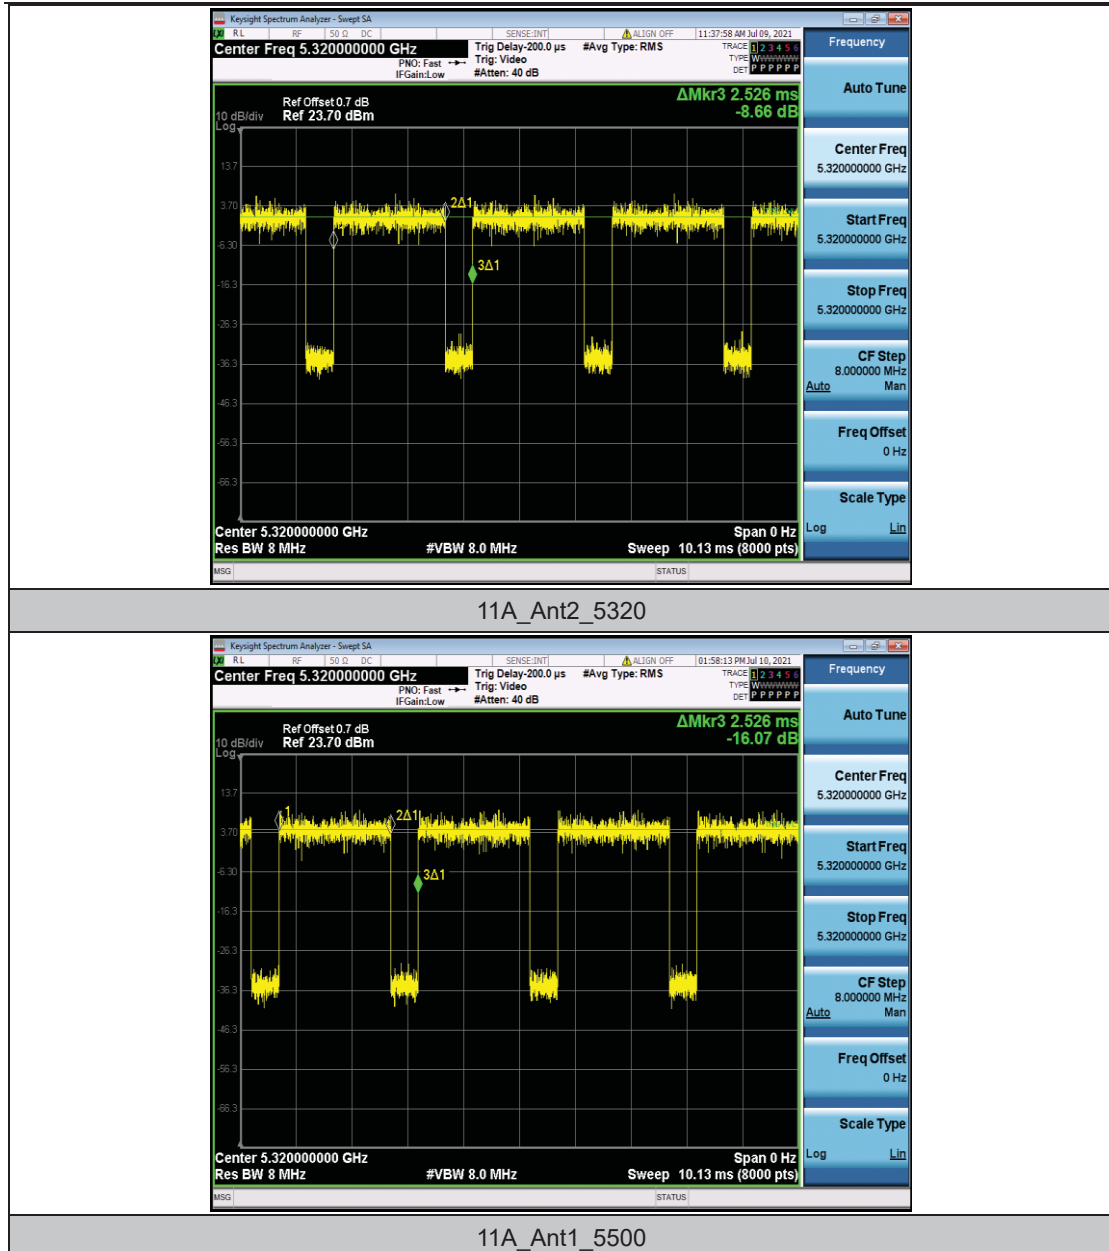 Keysight Spectrum Analyzer - Swept SA
LXI RL RF 50 Ω DC SENSE:INT ALIGN OFF 11:37:58 AM Jul 09, 2021
Center Freq 5.320000000 GHz
PNO: Fast
IFGain:Low
Trig Delay-200.0 µs
Trig: Video
#Atten: 40 dB
#Avg Type: RMS
TRACE 1 2 3 4 5 6
TYPE WWWWWW
DET P P P P P P
ΔMkr3 2.526 ms
-8.66 dB
Ref Offset 0.7 dB
10 dB/div Ref 23.70 dBm
Log
13.7
3.70
-6.30
-16.3
-26.3
-36.3
-46.3
-56.3
-66.3
2Δ1
3Δ1
Center 5.320000000 GHz Span 0 Hz
Res BW 8 MHz #VBW 8.0 MHz Sweep 10.13 ms (8000 pts)
MSG STATUS
Frequency
Auto Tune
Center Freq
5.320000000 GHz
Start Freq
5.320000000 GHz
Stop Freq
5.320000000 GHz
CF Step
8.000000 MHz
Auto Man
Freq Offset
0 Hz
Scale Type
Log Lin
11A_Ant2_5320
Keysight Spectrum Analyzer - Swept SA
LXI RL RF 50 Ω DC SENSE:INT ALIGN OFF 01:58:13 PM Jul 10, 2021
Center Freq 5.320000000 GHz
PNO: Fast
IFGain:Low
Trig Delay-200.0 µs
Trig: Video
#Atten: 40 dB
#Avg Type: RMS
TRACE 1 2 3 4 5 6
TYPE WWWWWW
DET P P P P P P
ΔMkr3 2.526 ms
-16.07 dB
Ref Offset 0.7 dB
10 dB/div Ref 23.70 dBm
Log
13.7
3.70
-6.30
-16.3
-26.3
-36.3
-46.3
-56.3
-66.3
1
2Δ1
3Δ1
Center 5.320000000 GHz Span 0 Hz
Res BW 8 MHz #VBW 8.0 MHz Sweep 10.13 ms (8000 pts)
MSG STATUS
Frequency
Auto Tune
Center Freq
5.320000000 GHz
Start Freq
5.320000000 GHz
Stop Freq
5.320000000 GHz
CF Step
8.000000 MHz
Auto Man
Freq Offset
0 Hz
Scale Type
Log Lin
11A_Ant1_5500